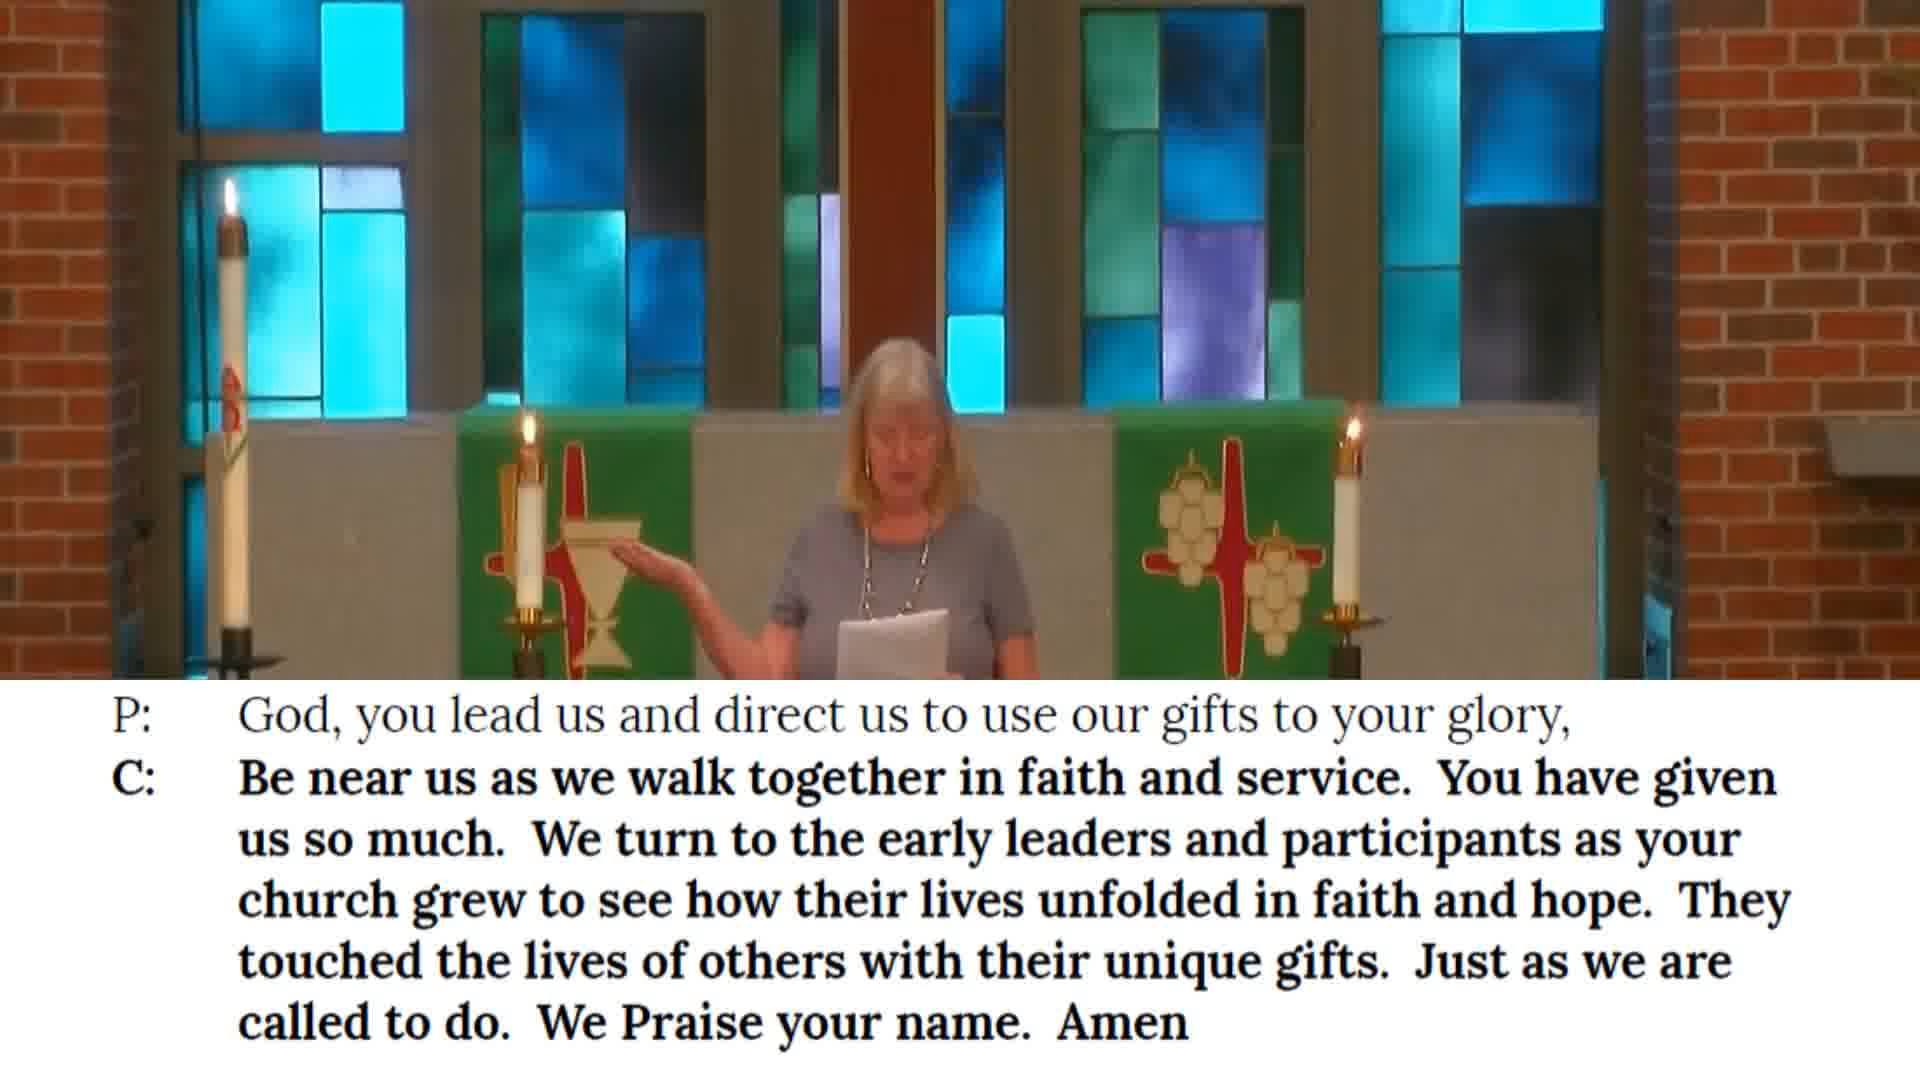 P: God, you lead us and direct us to use our gifts to your glory,
C: Be near us as we walk together in faith and service. You have given
us so much. We turn to the early leaders and participants as your
church grew to see how their lives unfolded in faith and hope. They
touched the lives of others with their unique gifts. Just as we are
called to do. We Praise your name. Amen